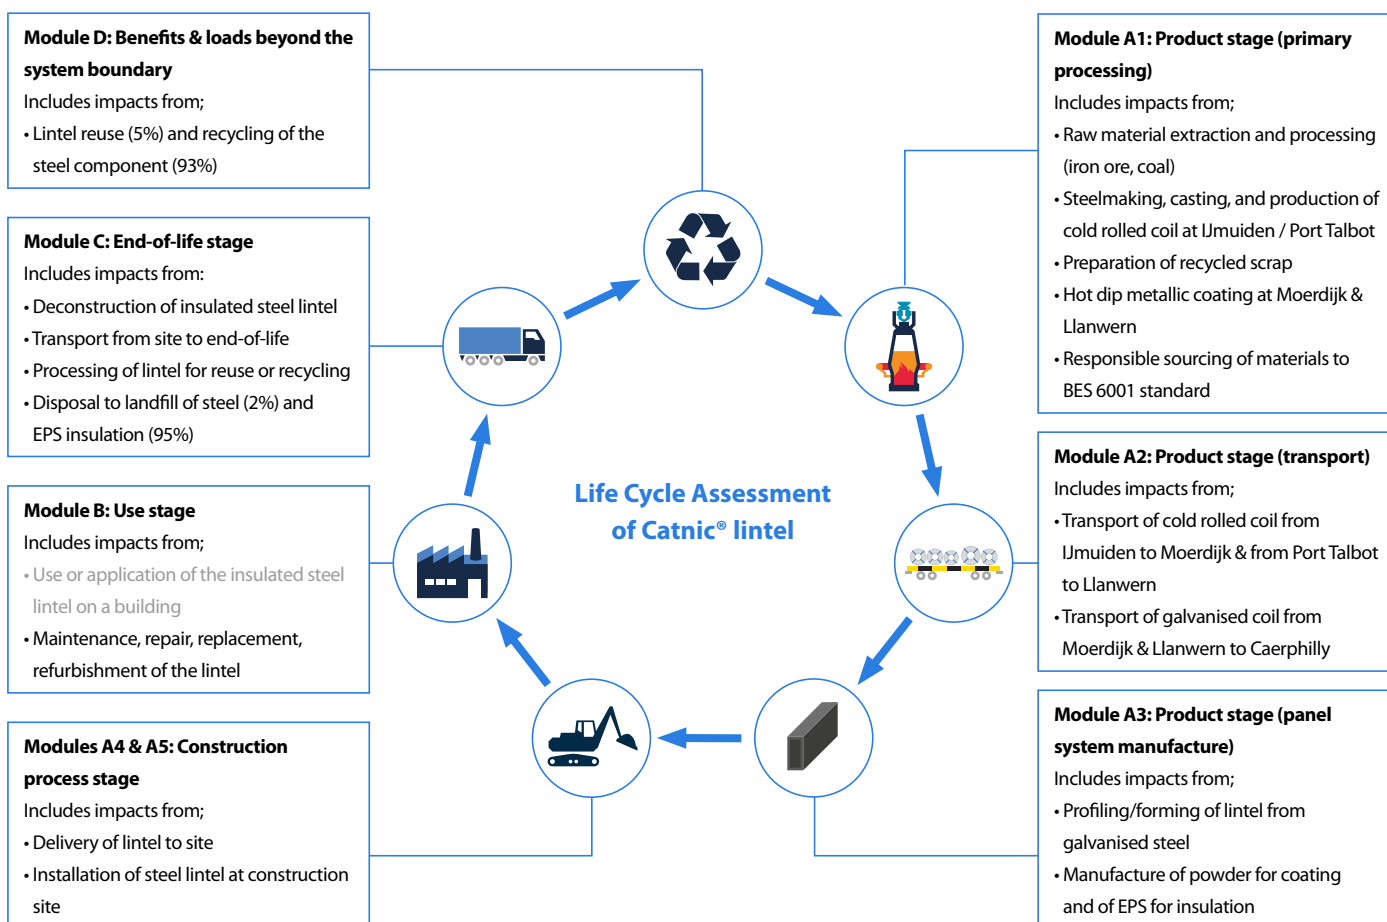 Module D: Benefits & loads beyond the
system boundary
Includes impacts from;
• Lintel reuse (5%) and recycling of the
steel component (93%)
Module C: End-of-life stage
Includes impacts from:
• Deconstruction of insulated steel lintel
• Transport from site to end-of-life
• Processing of lintel for reuse or recycling
• Disposal to landfill of steel (2%) and
EPS insulation (95%)
Module B: Use stage
Includes impacts from;
• Use or application of the insulated steel
lintel on a building
• Maintenance, repair, replacement,
refurbishment of the lintel
Modules A4 & A5: Construction
process stage
Includes impacts from;
• Delivery of lintel to site
• Installation of steel lintel at construction
site
Life Cycle Assessment
of Catnic® lintel
Module A1: Product stage (primary
processing)
Includes impacts from;
• Raw material extraction and processing
(iron ore, coal)
• Steelmaking, casting, and production of
cold rolled coil at IJmuiden / Port Talbot
• Preparation of recycled scrap
• Hot dip metallic coating at Moerdijk &
Llanwern
• Responsible sourcing of materials to
BES 6001 standard
Module A2: Product stage (transport)
Includes impacts from;
• Transport of cold rolled coil from
IJmuiden to Moerdijk & from Port Talbot
to Llanwern
• Transport of galvanised coil from
Moerdijk & Llanwern to Caerphilly
Module A3: Product stage (panel
system manufacture)
Includes impacts from;
• Profiling/forming of lintel from
galvanised steel
• Manufacture of powder for coating
and of EPS for insulation